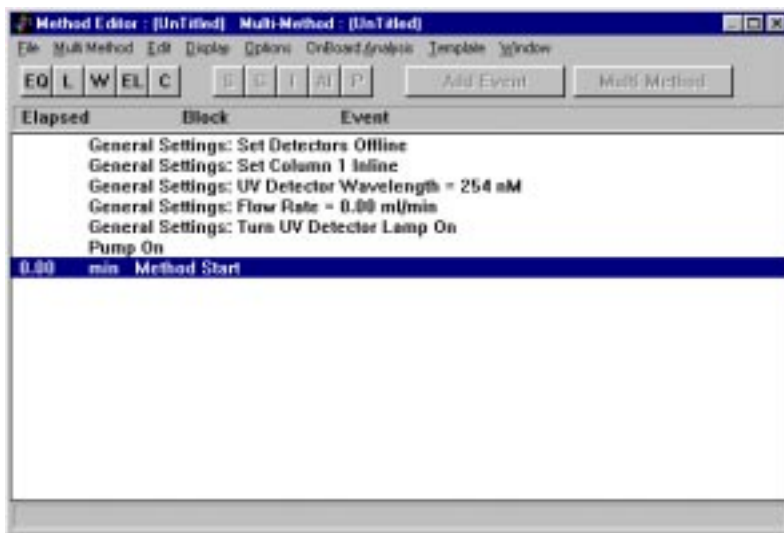 Method Editor : (UnTitled)   Multi-Method : (UnTitled)
File  Multi Method  Edit  Display  Options  OnBoard Analysis  Template  Window
EQ  L  W  EL  C  I  AI  P  Add Event  Multi Method
Elapsed  Block  Event
General Settings: Set Detectors Offline
General Settings: Set Column 1 Inline
General Settings: UV Detector Wavelength = 254 nM
General Settings: Flow Rate = 0.00 ml/min
General Settings: Turn UV Detector Lamp On
Pump On
0.00  min  Method Start